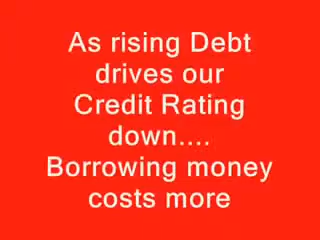 As rising Debt
drives our
Credit Rating
down....
Borrowing money
costs more